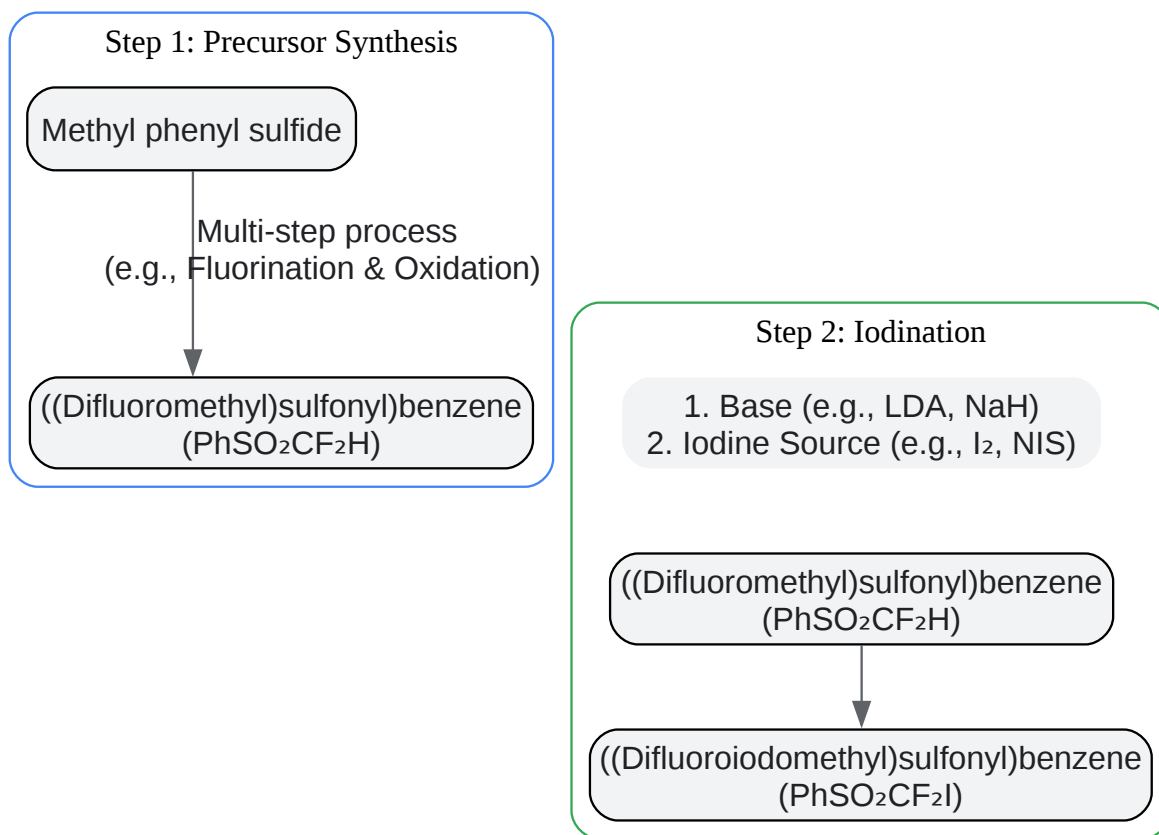 Step 1: Precursor Synthesis
Methyl phenyl sulfide
Multi-step process
(e.g., Fluorination & Oxidation)
((Difluoromethyl)sulfonyl)benzene
(PhSO₂CF₂H)
Step 2: Iodination
1. Base (e.g., LDA, NaH)
2. Iodine Source (e.g., I₂, NIS)
((Difluoromethyl)sulfonyl)benzene
(PhSO₂CF₂H)
((Difluoroiodomethyl)sulfonyl)benzene
(PhSO₂CF₂I)